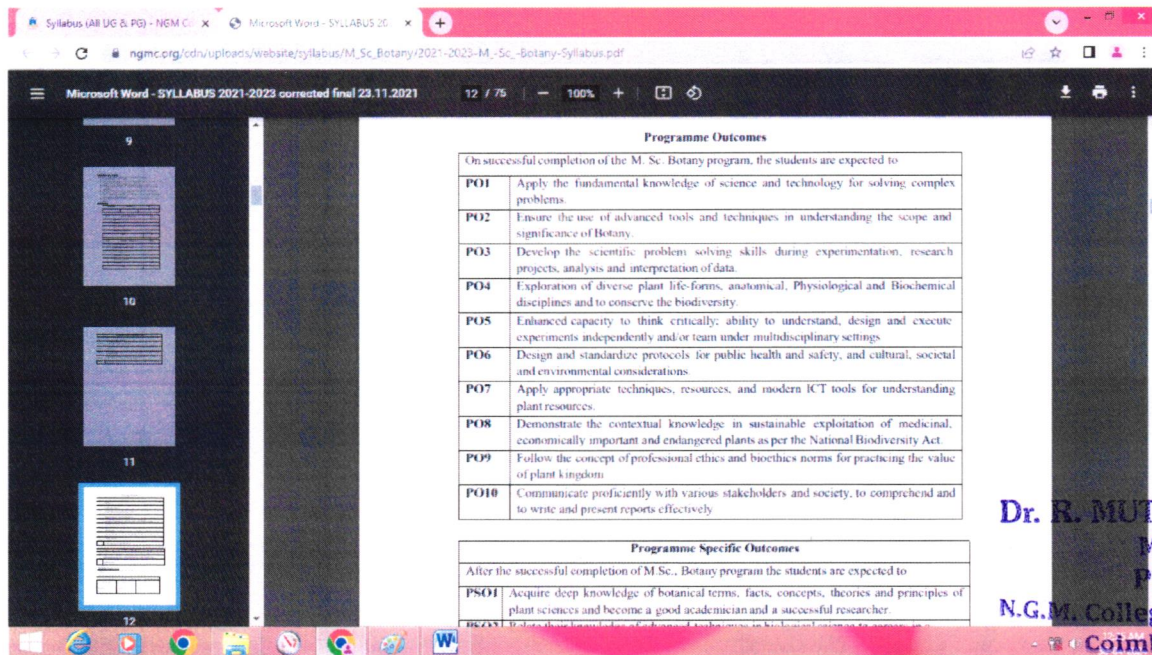 Syllabus (All UG & PG) - NGM C
Microsoft Word - SYLLABUS 20
ngmc.org/cdn/uploads/website/syllabus/M_Sc_Botany/2021-2023-M_-Sc_-Botany-Syllabus.pdf
Microsoft Word - SYLLABUS 2021-2023 corrected final 23.11.2021
12 / 75
100%
9
10
11
12
Programme Outcomes
On successful completion of the M. Sc. Botany program, the students are expected to
PO1 Apply the fundamental knowledge of science and technology for solving complex
problems.
PO2 Ensure the use of advanced tools and techniques in understanding the scope and
significance of Botany.
PO3 Develop the scientific problem solving skills during experimentation, research
projects, analysis and interpretation of data.
PO4 Exploration of diverse plant life-forms, anatomical, Physiological and Biochemical
disciplines and to conserve the biodiversity.
PO5 Enhanced capacity to think critically; ability to understand, design and execute
experiments independently and/or team under multidisciplinary settings
PO6 Design and standardize protocols for public health and safety, and cultural, societal
and environmental considerations.
PO7 Apply appropriate techniques, resources, and modern ICT tools for understanding
plant resources.
PO8 Demonstrate the contextual knowledge in sustainable exploitation of medicinal,
economically important and endangered plants as per the National Biodiversity Act.
PO9 Follow the concept of professional ethics and bioethics norms for practicing the value
of plant kingdom
PO10 Communicate proficiently with various stakeholders and society, to comprehend and
to write and present reports effectively
Programme Specific Outcomes
After the successful completion of M.Sc., Botany program the students are expected to
PSO1 Acquire deep knowledge of botanical terms, facts, concepts, theories and principles of
plant sciences and become a good academician and a successful researcher.
Dr. R. MUT
M
P
N.G.M. Colleg
Coimb